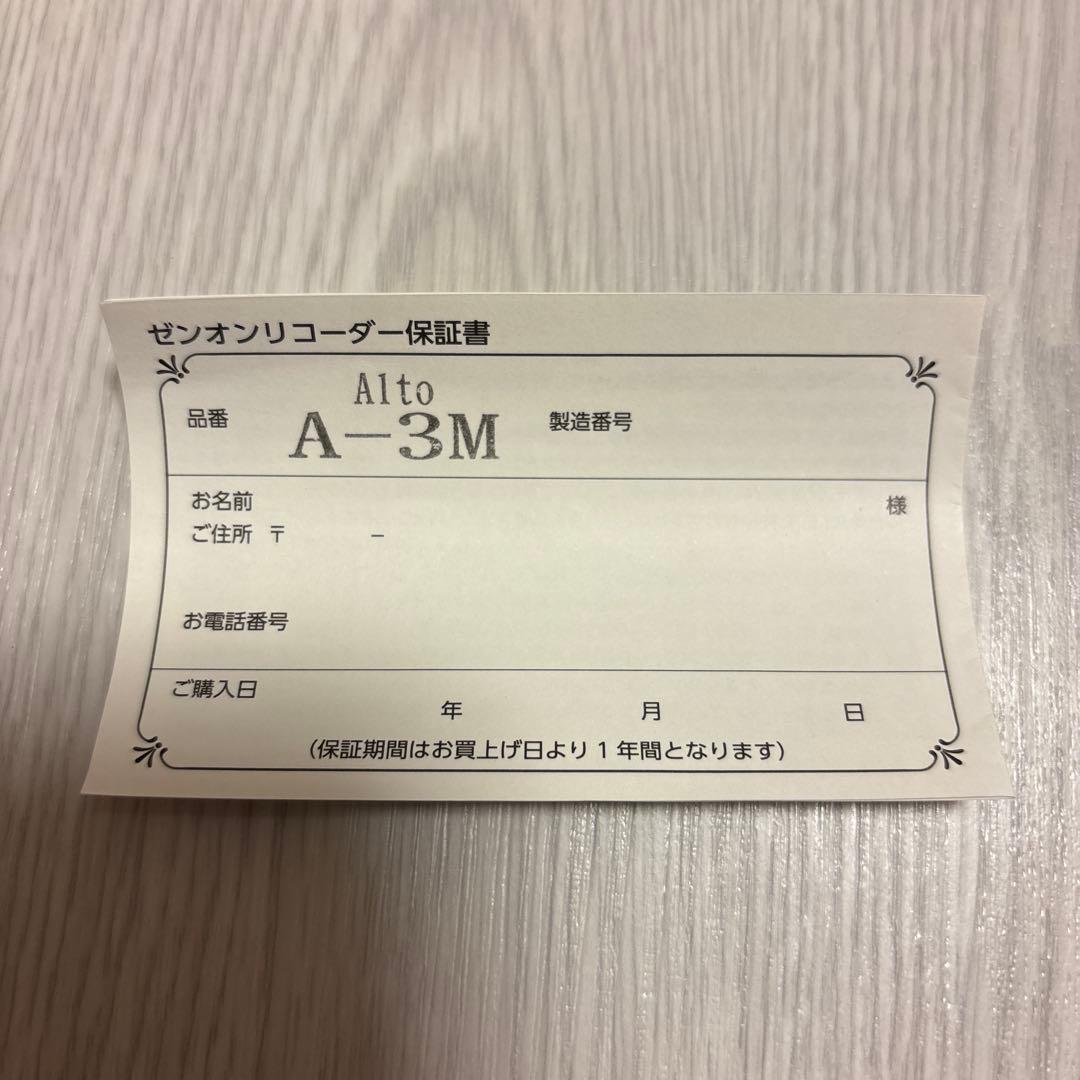 ゼンオンリコーダー保証書
Alto
品番 A-3M 製造番号
お名前 様
ご住所 〒 -
お電話番号
ご購入日
年 月 日
(保証期間はお買上げ日より1年間となります)